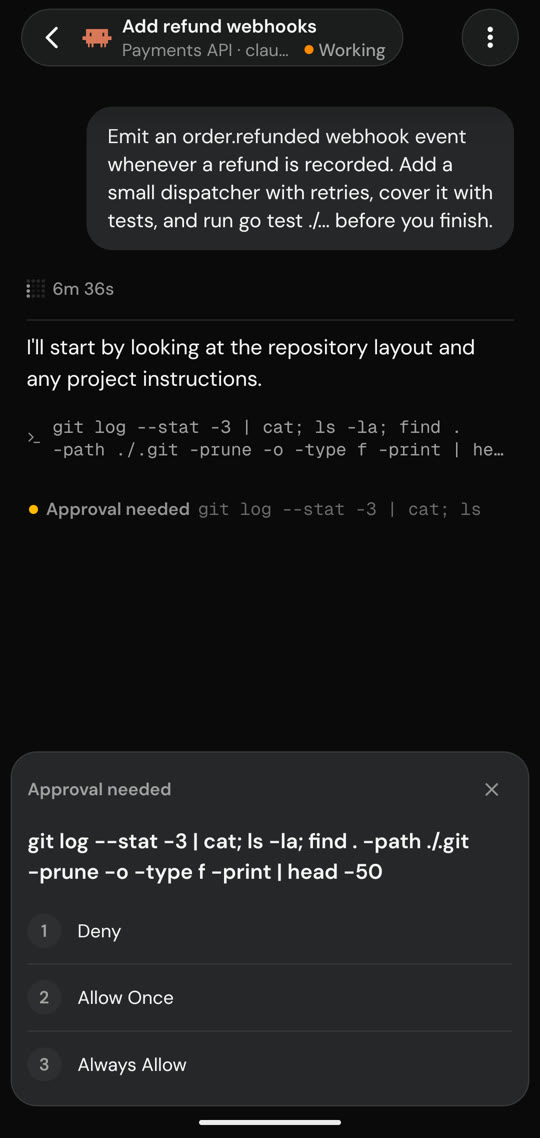 Add refund webhooks
Payments API · clau... Working
Emit an order.refunded webhook event
whenever a refund is recorded. Add a
small dispatcher with retries, cover it with
tests, and run go test ./... before you finish.
6m 36s
I'll start by looking at the repository layout and
any project instructions.
>_ git log --stat -3 | cat; ls -la; find .
-path ./.git -prune -o -type f -print | he…
Approval needed git log --stat -3 | cat; ls
Approval needed
git log --stat -3 | cat; ls -la; find . -path ./.git
-prune -o -type f -print | head -50
1 Deny
2 Allow Once
3 Always Allow